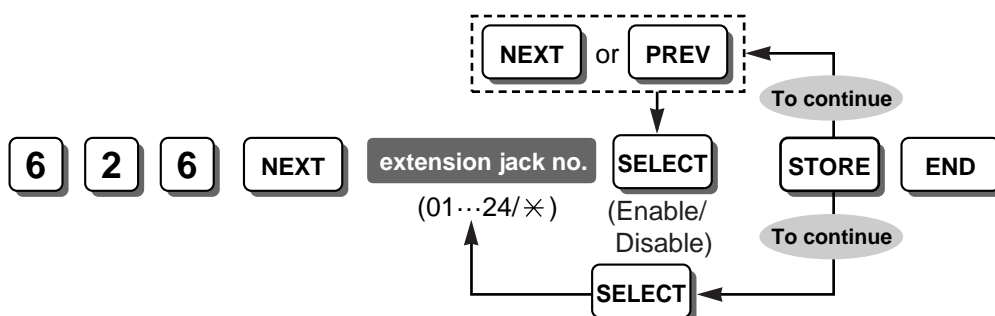 NEXT or PREV
To continue
6 2 6 NEXT extension jack no. SELECT STORE END
(01···24/✳)
(Enable/
Disable)
To continue
SELECT